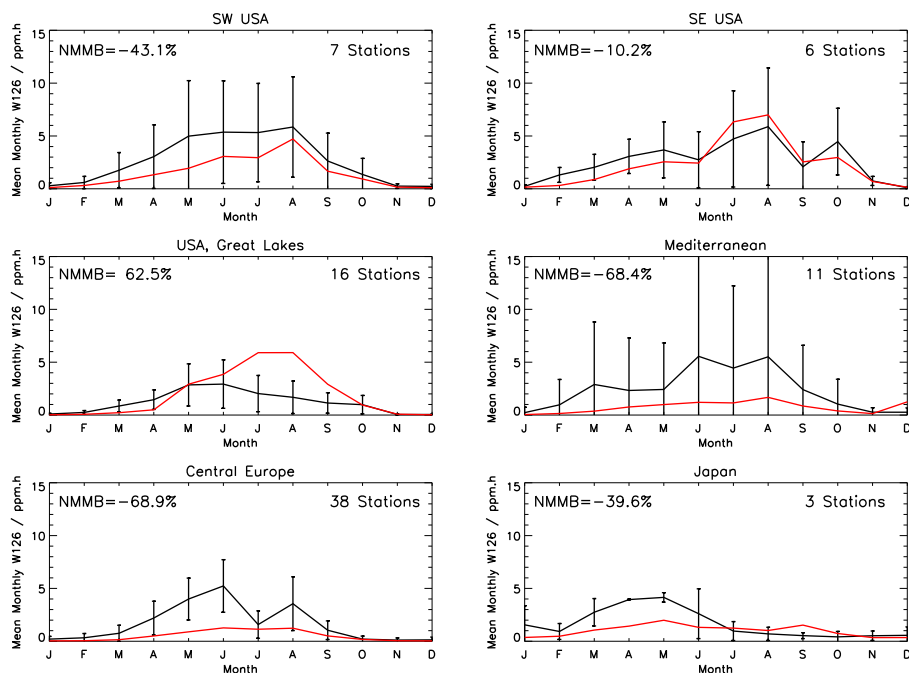 SW USA
NMMB=-43.1% 7 Stations
Mean Monthly W126 / ppm.h
15
10
5
0
J F M A M J J A S O N D
Month
SE USA
NMMB=-10.2% 6 Stations
Mean Monthly W126 / ppm.h
15
10
5
0
J F M A M J J A S O N D
Month
USA, Great Lakes
NMMB= 62.5% 16 Stations
Mean Monthly W126 / ppm.h
15
10
5
0
J F M A M J J A S O N D
Month
Mediterranean
NMMB=-68.4% 11 Stations
Mean Monthly W126 / ppm.h
15
10
5
0
J F M A M J J A S O N D
Month
Central Europe
NMMB=-68.9% 38 Stations
Mean Monthly W126 / ppm.h
15
10
5
0
J F M A M J J A S O N D
Month
Japan
NMMB=-39.6% 3 Stations
Mean Monthly W126 / ppm.h
15
10
5
0
J F M A M J J A S O N D
Month